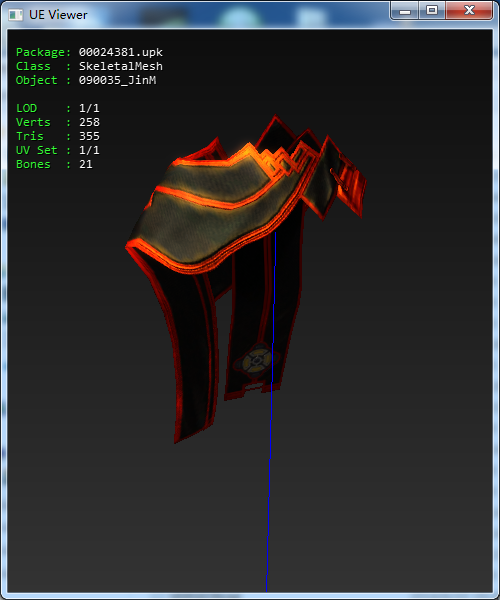 UE Viewer
Package: 00024381.upk
Class : SkeletalMesh
Object : 090035_JinM
LOD : 1/1
Verts : 258
Tris : 355
UV Set : 1/1
Bones : 21